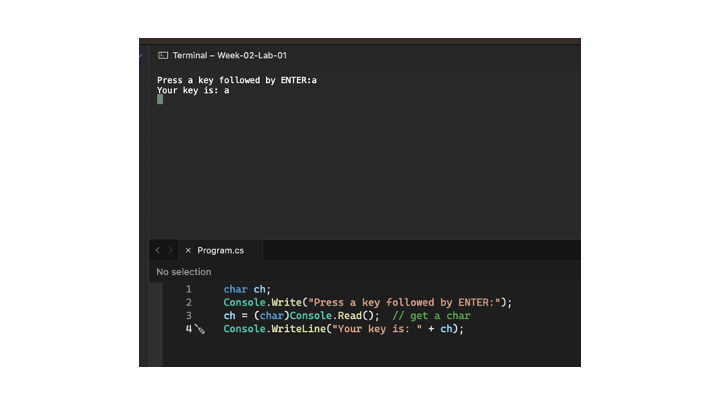 Terminal – Week-02-Lab-01
Press a key followed by ENTER:a
Your key is: a
Program.cs
No selection
1 char ch;
2 Console.Write("Press a key followed by ENTER:");
3 ch = (char)Console.Read();  // get a char
4 Console.WriteLine("Your key is: " + ch);